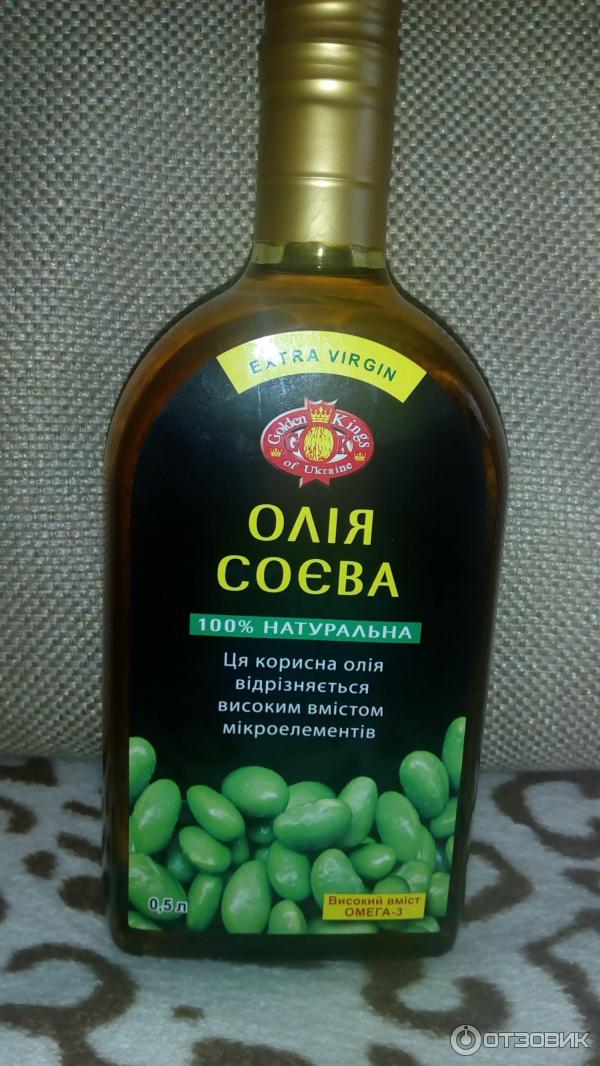 EXTRA VIRGIN
Golden Kings
GK
of Ukraine
ОЛІЯ
СОЄВА
100% НАТУРАЛЬНА
Ця корисна олія
відрізняється
високим вмістом
мікроелементів
0,5 л
Високий вміст
ОМЕГА-3
ОТЗОВИК